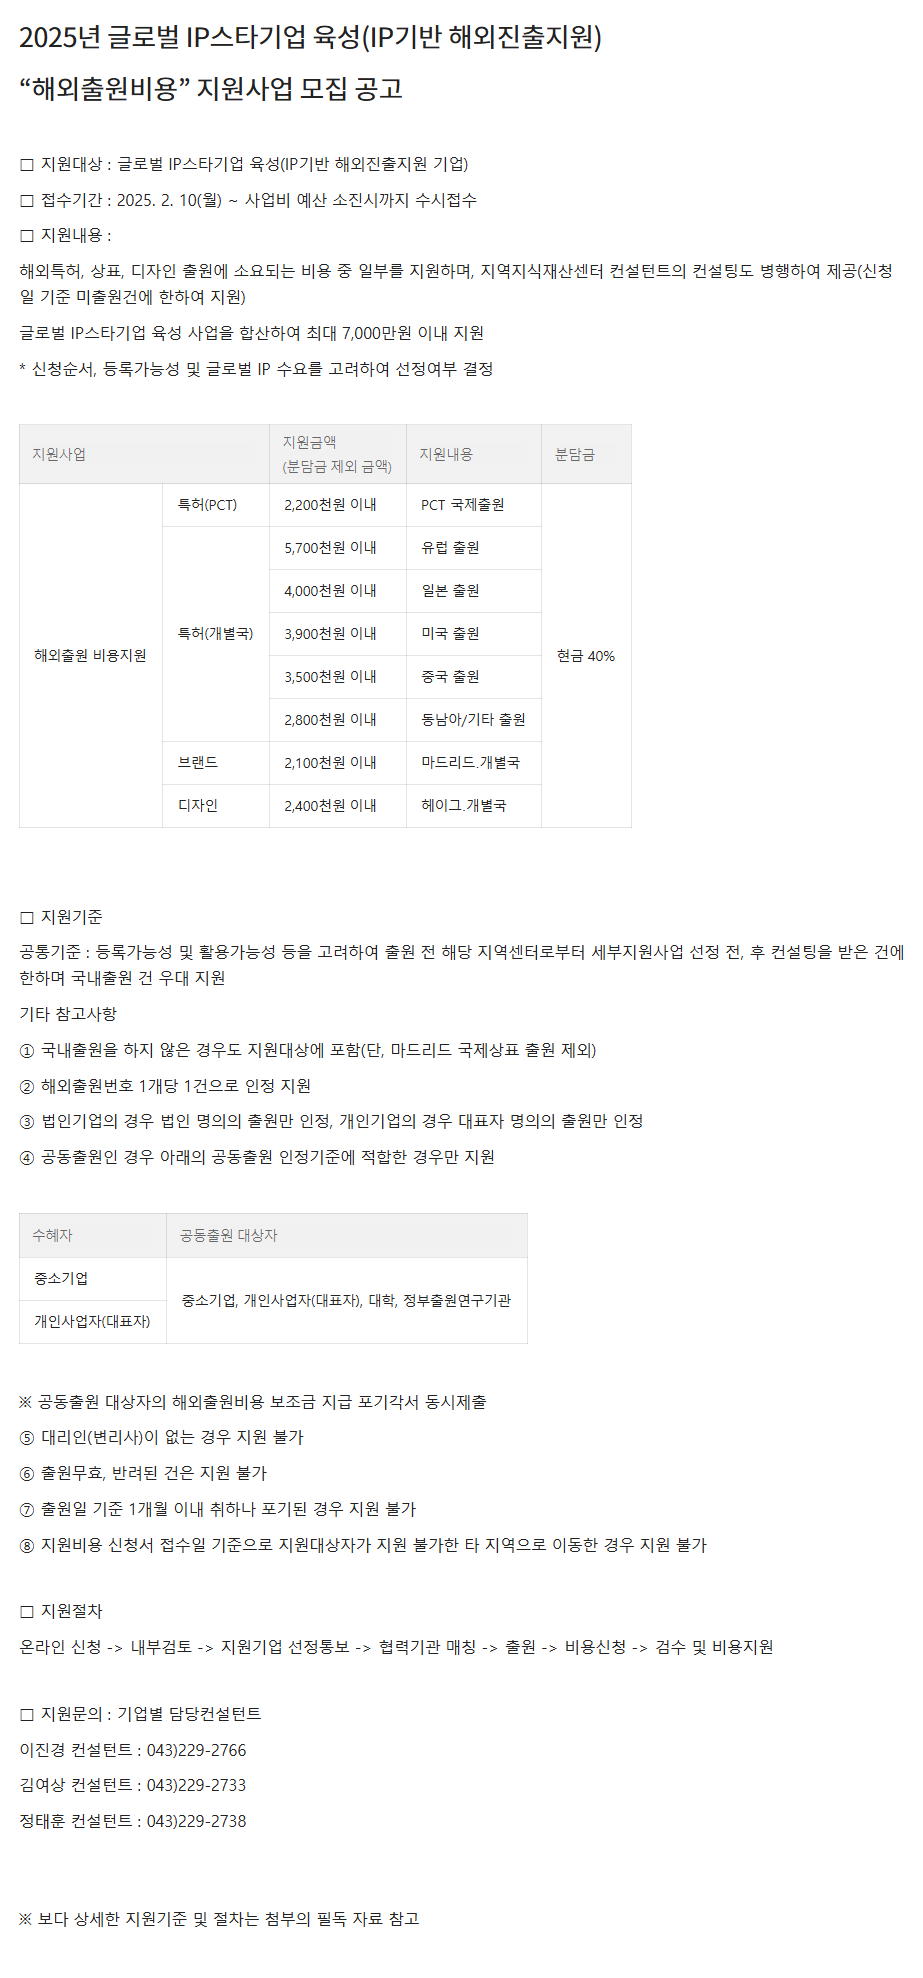 2025년 글로벌 IP스타기업 육성(IP기반 해외진출지원)
“해외출원비용” 지원사업 모집 공고
□ 지원대상 : 글로벌 IP스타기업 육성(IP기반 해외진출지원 기업)
□ 접수기간 : 2025. 2. 10(월) ~ 사업비 예산 소진시까지 수시접수
□ 지원내용 :
해외특허, 상표, 디자인 출원에 소요되는 비용 중 일부를 지원하며, 지역지식재산센터 컨설턴트의 컨설팅도 병행하여 제공(신청
일 기준 미출원건에 한하여 지원)
글로벌 IP스타기업 육성 사업을 합산하여 최대 7,000만원 이내 지원
* 신청순서, 등록가능성 및 글로벌 IP 수요를 고려하여 선정여부 결정
지원사업
지원금액
(분담금 제외 금액)
지원내용
분담금
해외출원 비용지원
특허(PCT)
2,200천원 이내
PCT 국제출원
현금 40%
특허(개별국)
5,700천원 이내
유럽 출원
4,000천원 이내
일본 출원
3,900천원 이내
미국 출원
3,500천원 이내
중국 출원
2,800천원 이내
동남아/기타 출원
브랜드
2,100천원 이내
마드리드.개별국
디자인
2,400천원 이내
헤이그.개별국
□ 지원기준
공통기준 : 등록가능성 및 활용가능성 등을 고려하여 출원 전 해당 지역센터로부터 세부지원사업 선정 전, 후 컨설팅을 받은 건에
한하며 국내출원 건 우대 지원
기타 참고사항
① 국내출원을 하지 않은 경우도 지원대상에 포함(단, 마드리드 국제상표 출원 제외)
② 해외출원번호 1개당 1건으로 인정 지원
③ 법인기업의 경우 법인 명의의 출원만 인정, 개인기업의 경우 대표자 명의의 출원만 인정
④ 공동출원인 경우 아래의 공동출원 인정기준에 적합한 경우만 지원
수혜자
공동출원 대상자
중소기업
중소기업, 개인사업자(대표자), 대학, 정부출원연구기관
개인사업자(대표자)
※ 공동출원 대상자의 해외출원비용 보조금 지급 포기각서 동시제출
⑤ 대리인(변리사)이 없는 경우 지원 불가
⑥ 출원무효, 반려된 건은 지원 불가
⑦ 출원일 기준 1개월 이내 취하나 포기된 경우 지원 불가
⑧ 지원비용 신청서 접수일 기준으로 지원대상자가 지원 불가한 타 지역으로 이동한 경우 지원 불가
□ 지원절차
온라인 신청 -> 내부검토 -> 지원기업 선정통보 -> 협력기관 매칭 -> 출원 -> 비용신청 -> 검수 및 비용지원
□ 지원문의 : 기업별 담당컨설턴트
이진경 컨설턴트 : 043)229-2766
김여상 컨설턴트 : 043)229-2733
정태훈 컨설턴트 : 043)229-2738
※ 보다 상세한 지원기준 및 절차는 첨부의 필독 자료 참고